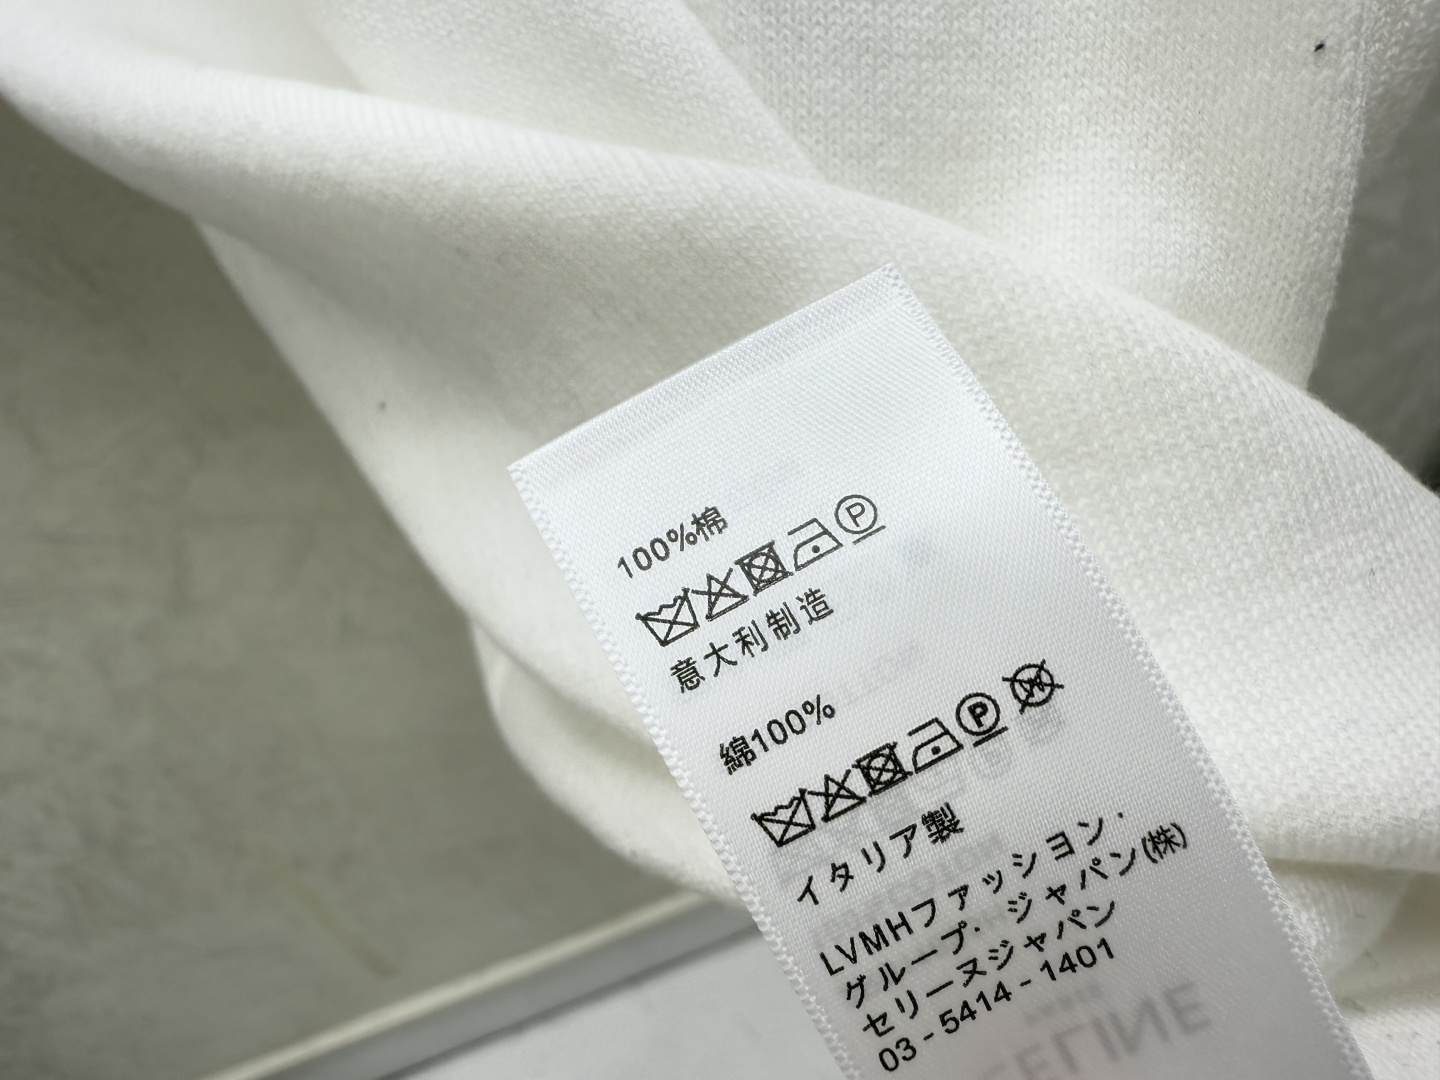 100%棉
P
意大利制造
綿100%
P W
イタリア製
LVMHファッション・
グループ・ジャパン(株)
セリーヌジャパン
03-5414-1401